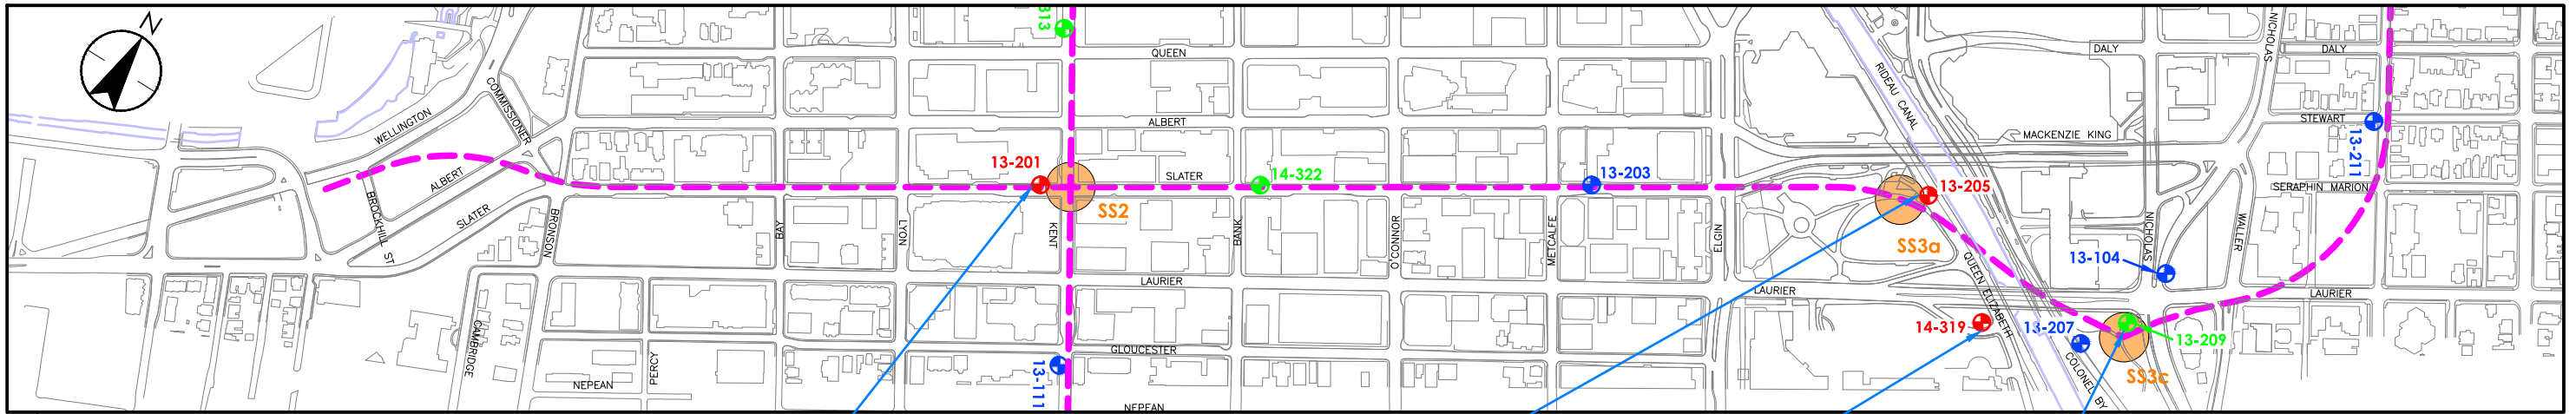 N
313
NICHOLAS
QUEEN
DALY
DALY
COMMISSIONER
RIDEAU CANAL
WELLINGTON
ALBERT
STEWART
MACKENZIE KING
13-201
14-322
13-203
13-205
13-211
ALBERT
SLATER
SERAPHIN MARION
BROCKHILL ST
SLATER
BRONSON
BAY
LYON
KENT
SS2
BANK
O'CONNOR
METCALFE
ELGIN
SS3a
NICHOLAS
WALLER
13-104
QUEEN ELIZABETH
LAURIER
LAURIER
LAURIER
CAMBRIDGE
14-319
13-207
13-209
PERCY
GLOUCESTER
13-111
COLONEL BY
SS3c
NEPEAN
NEPEAN